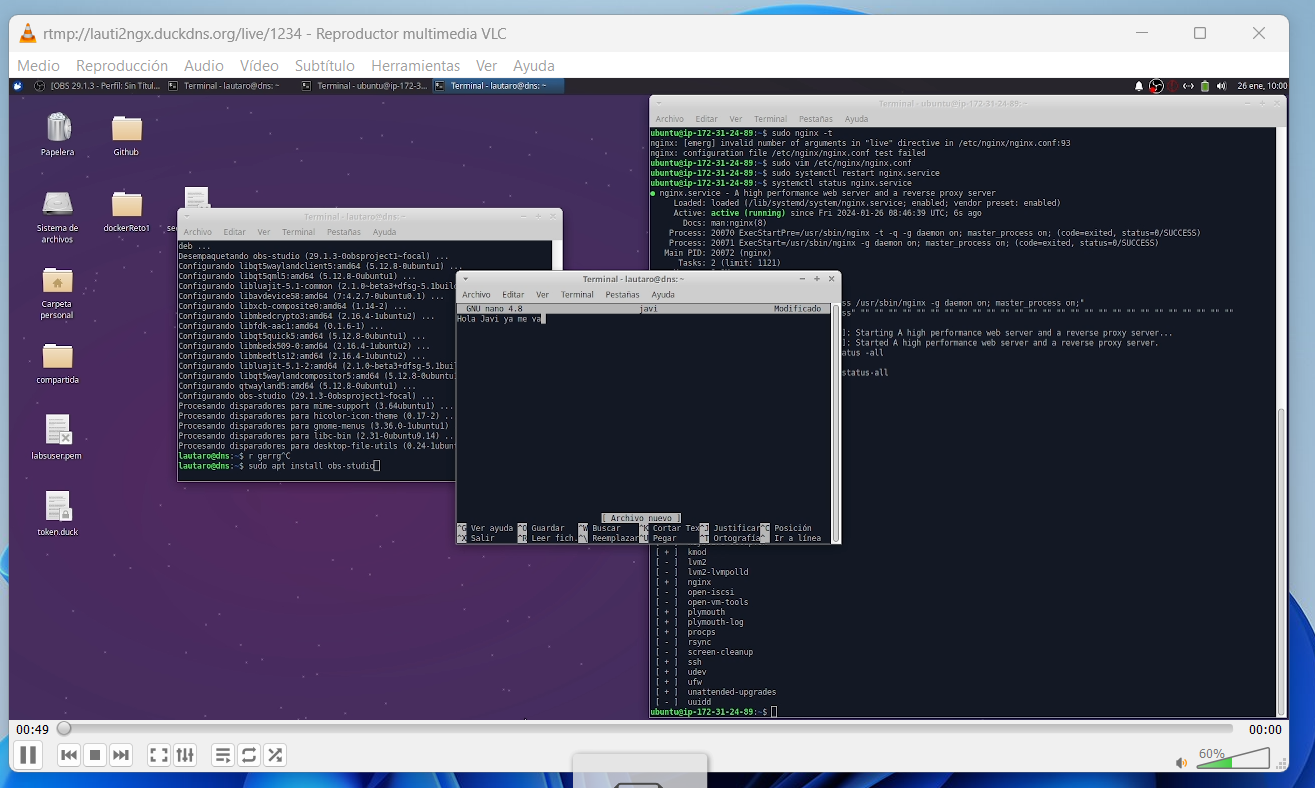 rtmp://lauti2ngx.duckdns.org/live/1234 - Reproductor multimedia VLC
Medio Reproducción Audio Vídeo Subtítulo Herramientas Ver Ayuda
[OBS 29.1.3 - Perfil: Sin Titul... Terminal - lautaro@dns: ~ Terminal - ubuntu@ip-172-3... Terminal - lautaro@dns: ~ 26 ene, 10:00
Papelera
Github
Sistema de
archivos
dockerReto1
Carpeta
personal
compartida
labsuser.pem
token.duck
Terminal - lautaro@dns: ~
Archivo Editar Ver Terminal Pestañas Ayuda
deb ...
Desempaquetando obs-studio (29.1.3-0obsproject1~focal) ...
Configurando libqt5waylandclient5:amd64 (5.12.8-0ubuntu1) ...
Configurando libqt5qml5:amd64 (5.12.8-0ubuntu1) ...
Configurando libluajit-5.1-common (2.1.0~beta3+dfsg-5.1buil
Configurando libavdevice58:amd64 (7:4.2.7-0ubuntu0.1) ...
Configurando libxcb-composite0:amd64 (1.14-2) ...
Configurando libmbedcrypto3:amd64 (2.16.4-1ubuntu2) ...
Configurando libfdk-aac1:amd64 (0.1.6-1) ...
Configurando libqt5quick5:amd64 (5.12.8-0ubuntu1) ...
Configurando libmbedx509-0:amd64 (2.16.4-1ubuntu2) ...
Configurando libmbedtls12:amd64 (2.16.4-1ubuntu2) ...
Configurando libluajit-5.1-2:amd64 (2.1.0~beta3+dfsg-5.1bui
Configurando libqt5waylandcompositor5:amd64 (5.12.8-0ubuntu
Configurando qtwayland5:amd64 (5.12.8-0ubuntu1) ...
Configurando obs-studio (29.1.3-0obsproject1~focal) ...
Procesando disparadores para mime-support (3.64ubuntu1) ...
Procesando disparadores para hicolor-icon-theme (0.17-2) ..
Procesando disparadores para gnome-menus (3.36.0-1ubuntu1)
Procesando disparadores para libc-bin (2.31-0ubuntu9.14) ..
Procesando disparadores para desktop-file-utils (0.24-1ubun
lautaro@dns:~$ r gerrg^C
lautaro@dns:~$ sudo apt install obs-studio
Terminal - lautaro@dns: ~
Archivo Editar Ver Terminal Pestañas Ayuda
GNU nano 4.8 javi Modificado
Hola Javi ya me va
[ Archivo nuevo ]
^G Ver ayuda ^O Guardar ^W Buscar ^K Cortar Tex ^J Justificar ^C Posición
^X Salir ^R Leer fich. ^\ Reemplazar ^U Pegar ^T Ortografía ^_ Ir a línea
Terminal - ubuntu@ip-172-31-24-89: ~
Archivo Editar Ver Terminal Pestañas Ayuda
ubuntu@ip-172-31-24-89:~$ sudo nginx -t
nginx: [emerg] invalid number of arguments in "live" directive in /etc/nginx/nginx.conf:93
nginx: configuration file /etc/nginx/nginx.conf test failed
ubuntu@ip-172-31-24-89:~$ sudo vim /etc/nginx/nginx.conf
ubuntu@ip-172-31-24-89:~$ sudo systemctl restart nginx.service
ubuntu@ip-172-31-24-89:~$ systemctl status nginx.service
● nginx.service - A high performance web server and a reverse proxy server
Loaded: loaded (/lib/systemd/system/nginx.service; enabled; vendor preset: enabled)
Active: active (running) since Fri 2024-01-26 08:46:39 UTC; 6s ago
Docs: man:nginx(8)
Process: 20070 ExecStartPre=/usr/sbin/nginx -t -q -g daemon on; master_process on; (code=exited, status=0/SUCCESS)
Process: 20071 ExecStart=/usr/sbin/nginx -g daemon on; master_process on; (code=exited, status=0/SUCCESS)
Main PID: 20072 (nginx)
Tasks: 2 (limit: 1121)
ss /usr/sbin/nginx -g daemon on; master_process on;"
ss" "" "" "" "" "" "" "" "" "" "" "" "" "" "" "" "" "" "" "" "" "" "" "" "" ""
]: Starting A high performance web server and a reverse proxy server...
]: Started A high performance web server and a reverse proxy server.
atus -all
status-all
[ + ] kmod
[ - ] lvm2
[ - ] lvm2-lvmpolld
[ + ] nginx
[ - ] open-iscsi
[ - ] open-vm-tools
[ + ] plymouth
[ + ] plymouth-log
[ + ] procps
[ - ] rsync
[ - ] screen-cleanup
[ + ] ssh
[ + ] udev
[ + ] ufw
[ + ] unattended-upgrades
[ - ] uuidd
ubuntu@ip-172-31-24-89:~$
00:49 00:00
60%